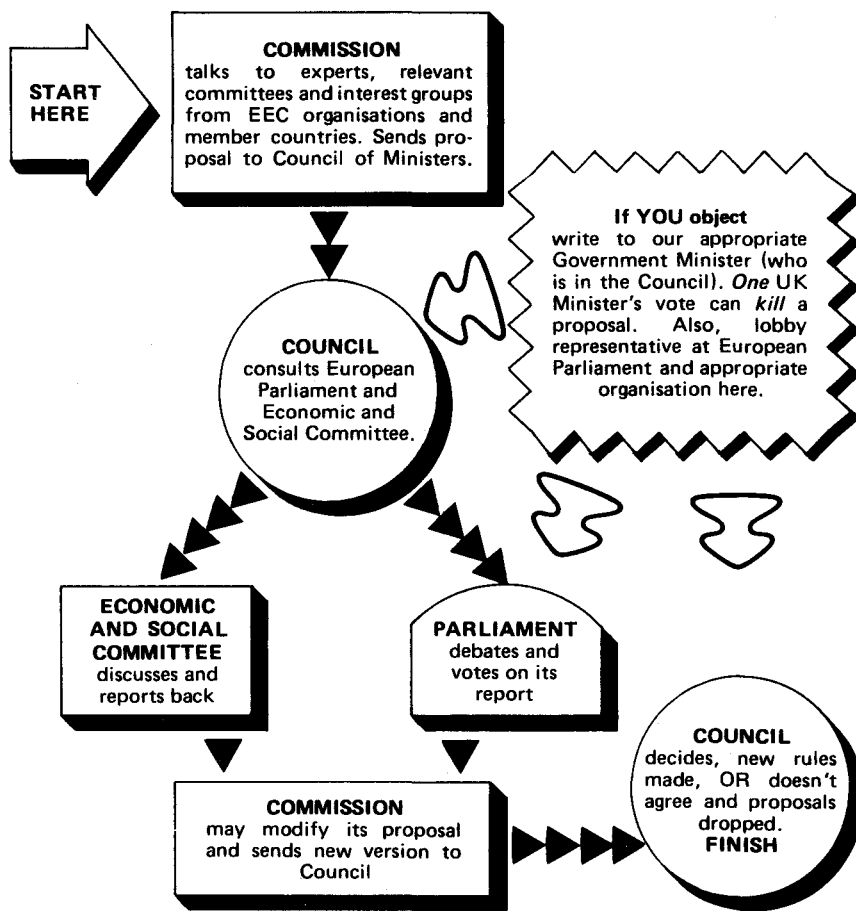 START
HERE
COMMISSION
talks to experts, relevant
committees and interest groups
from EEC organisations and
member countries. Sends pro-
posal to Council of Ministers.
If YOU object
write to our appropriate
Government Minister (who
is in the Council). One UK
Minister's vote can kill a
proposal. Also, lobby
representative at European
Parliament and appropriate
organisation here.
COUNCIL
consults European
Parliament and
Economic and
Social Committee.
ECONOMIC
AND SOCIAL
COMMITTEE
discusses and
reports back
PARLIAMENT
debates and
votes on its
report
COMMISSION
may modify its proposal
and sends new version to
Council
COUNCIL
decides, new rules
made, OR doesn't
agree and proposals
dropped.
FINISH